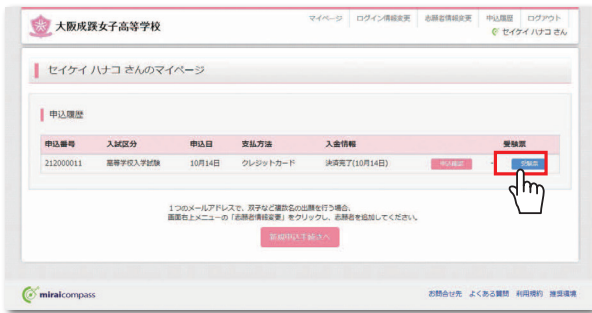 大阪成蹊女子高等学校
マイページ ログイン情報変更 志願者情報変更 申込履歴 ログアウト
セイケイ ハナコ さん
セイケイ ハナコ さんのマイページ
申込履歴
申込番号 入試区分 申込日 支払方法 入金情報 受験票
212000011 高等学校入学試験 10月14日 クレジットカード 決済完了(10月14日) 申込確認 - 受験票
1つのメールアドレスで、双子など複数名の出願を行う場合、
画面右上メニューの「志願者情報変更」をクリックし、志願者を追加してください。
新規申込手続きへ
miraicompass
お問合せ先 よくある質問 利用規約 推奨環境